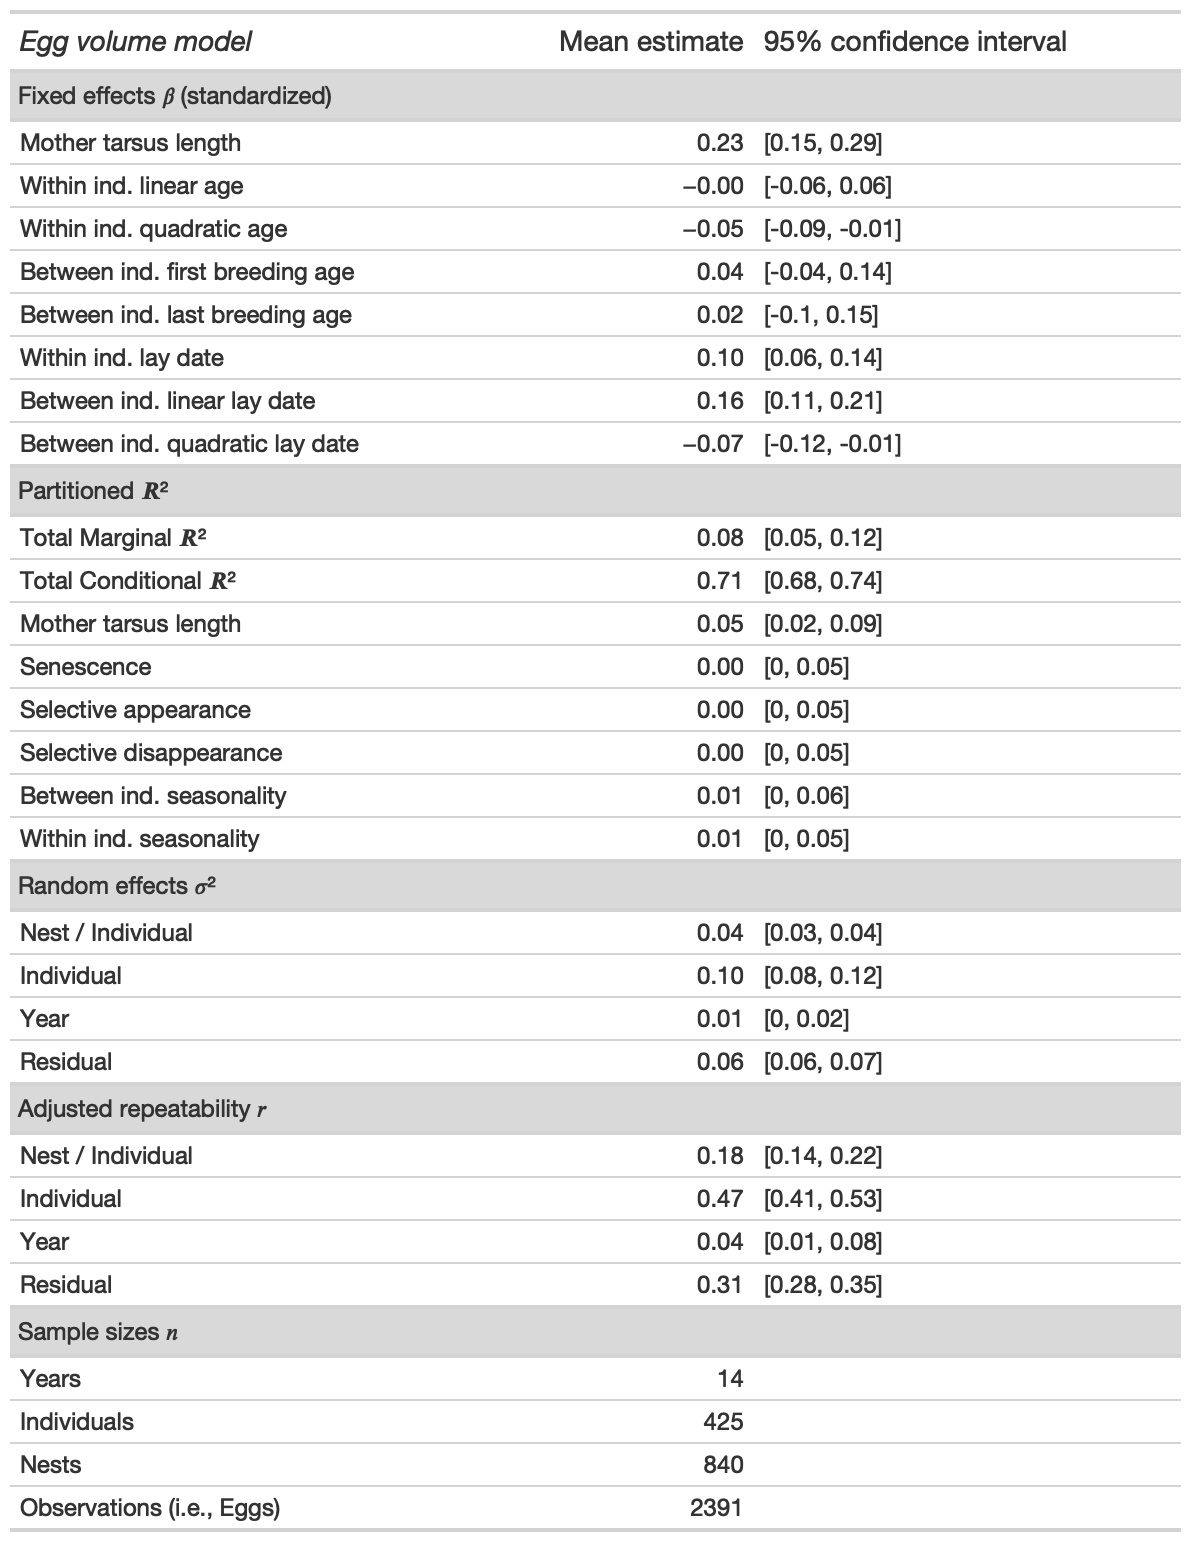 Egg volume model Mean estimate 95% confidence interval
Fixed effects β (standardized)
Mother tarsus length 0.23 [0.15, 0.29]
Within ind. linear age −0.00 [-0.06, 0.06]
Within ind. quadratic age −0.05 [-0.09, -0.01]
Between ind. first breeding age 0.04 [-0.04, 0.14]
Between ind. last breeding age 0.02 [-0.1, 0.15]
Within ind. lay date 0.10 [0.06, 0.14]
Between ind. linear lay date 0.16 [0.11, 0.21]
Between ind. quadratic lay date −0.07 [-0.12, -0.01]
Partitioned R²
Total Marginal R² 0.08 [0.05, 0.12]
Total Conditional R² 0.71 [0.68, 0.74]
Mother tarsus length 0.05 [0.02, 0.09]
Senescence 0.00 [0, 0.05]
Selective appearance 0.00 [0, 0.05]
Selective disappearance 0.00 [0, 0.05]
Between ind. seasonality 0.01 [0, 0.06]
Within ind. seasonality 0.01 [0, 0.05]
Random effects σ²
Nest / Individual 0.04 [0.03, 0.04]
Individual 0.10 [0.08, 0.12]
Year 0.01 [0, 0.02]
Residual 0.06 [0.06, 0.07]
Adjusted repeatability r
Nest / Individual 0.18 [0.14, 0.22]
Individual 0.47 [0.41, 0.53]
Year 0.04 [0.01, 0.08]
Residual 0.31 [0.28, 0.35]
Sample sizes n
Years 14
Individuals 425
Nests 840
Observations (i.e., Eggs) 2391